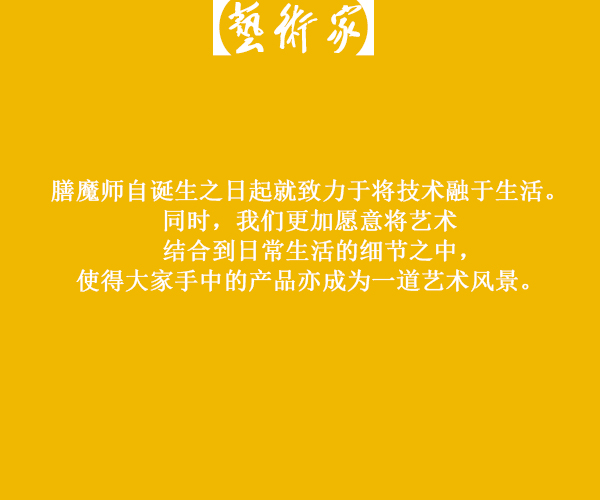 藝術家
膳魔师自诞生之日起就致力于将技术融于生活。
同时，我们更加愿意将艺术
结合到日常生活的细节之中，
使得大家手中的产品亦成为一道艺术风景。